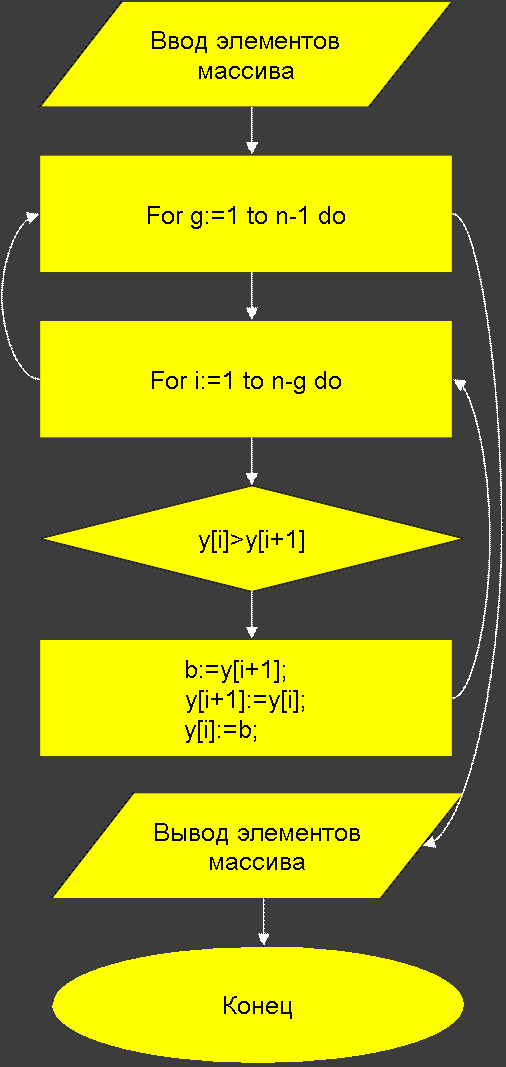 Ввод элементов
массива
For g:=1 to n-1 do
For i:=1 to n-g do
y[i]>y[i+1]
b:=y[i+1];
y[i+1]:=y[i];
y[i]:=b;
Вывод элементов
массива
Конец